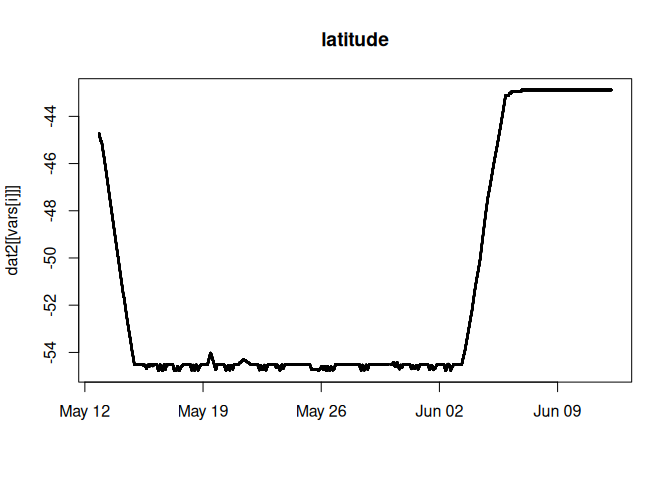 latitude
dat2[[vars[i]]]
-44
-46
-48
-50
-52
-54
May 12
May 19
May 26
Jun 02
Jun 09